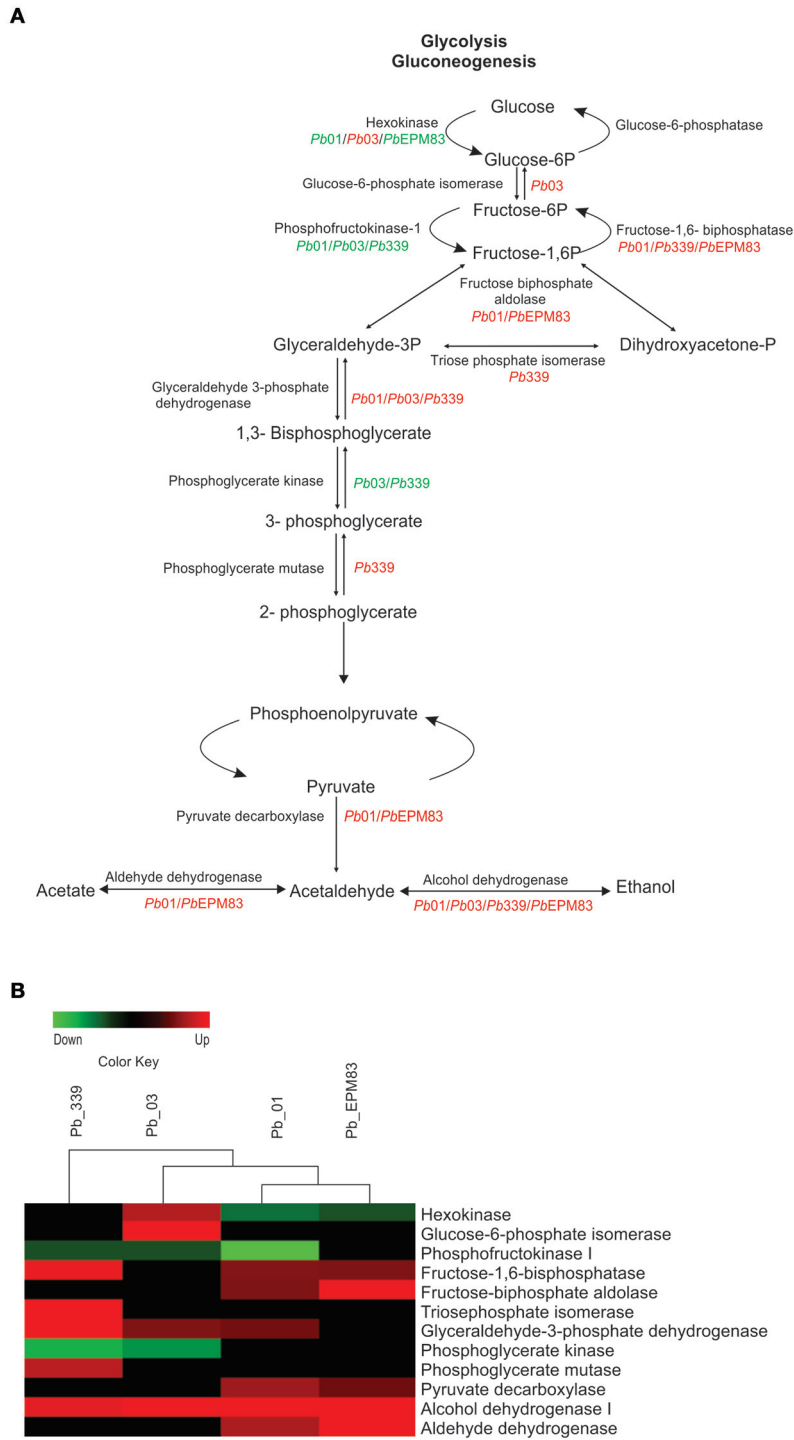 A
Glycolysis
Gluconeogenesis
Glucose
Hexokinase
Pb01/Pb03/PbEPM83
Glucose-6-phosphatase
Glucose-6P
Glucose-6-phosphate isomerase
Pb03
Fructose-6P
Phosphofructokinase-1
Pb01/Pb03/Pb339
Fructose-1,6- biphosphatase
Pb01/Pb339/PbEPM83
Fructose-1,6P
Fructose biphosphate
aldolase
Pb01/PbEPM83
Glyceraldehyde-3P
Dihydroxyacetone-P
Triose phosphate isomerase
Pb339
Glyceraldehyde 3-phosphate
dehydrogenase
Pb01/Pb03/Pb339
1,3- Bisphosphoglycerate
Phosphoglycerate kinase
Pb03/Pb339
3- phosphoglycerate
Phosphoglycerate mutase
Pb339
2- phosphoglycerate
Phosphoenolpyruvate
Pyruvate
Pyruvate decarboxylase
Pb01/PbEPM83
Acetate
Aldehyde dehydrogenase
Pb01/PbEPM83
Acetaldehyde
Alcohol dehydrogenase
Pb01/Pb03/Pb339/PbEPM83
Ethanol
B
Down
Up
Color Key
Pb_339
Pb_03
Pb_01
Pb_EPM83
Hexokinase
Glucose-6-phosphate isomerase
Phosphofructokinase I
Fructose-1,6-bisphosphatase
Fructose-biphosphate aldolase
Triosephosphate isomerase
Glyceraldehyde-3-phosphate dehydrogenase
Phosphoglycerate kinase
Phosphoglycerate mutase
Pyruvate decarboxylase
Alcohol dehydrogenase I
Aldehyde dehydrogenase